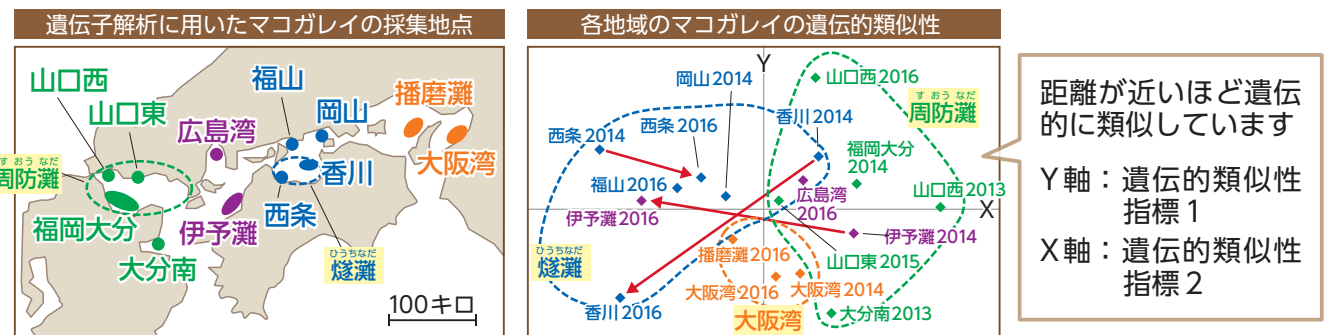 遺伝子解析に用いたマコガレイの採集地点
山口西
山口東
福山
岡山
播磨灘
広島湾
大阪湾
すおうなだ
周防灘
香川
福岡大分
伊予灘
西条
大分南
ひうちなだ
燧灘
100キロ
各地域のマコガレイの遺伝的類似性
Y
岡山2014
山口西2016
すおうなだ
周防灘
西条2014
西条2016
香川2014
福岡大分
2014
福山2016
広島湾
2016
山口西2013
X
伊予灘2016
伊予灘2014
ひうちなだ
燧灘
播磨灘2016
山口東2015
大阪湾2016
大阪湾2014
香川2016
大阪湾
大分南2013
距離が近いほど遺伝
的に類似しています
Y軸：遺伝的類似性
指標1
X軸：遺伝的類似性
指標2